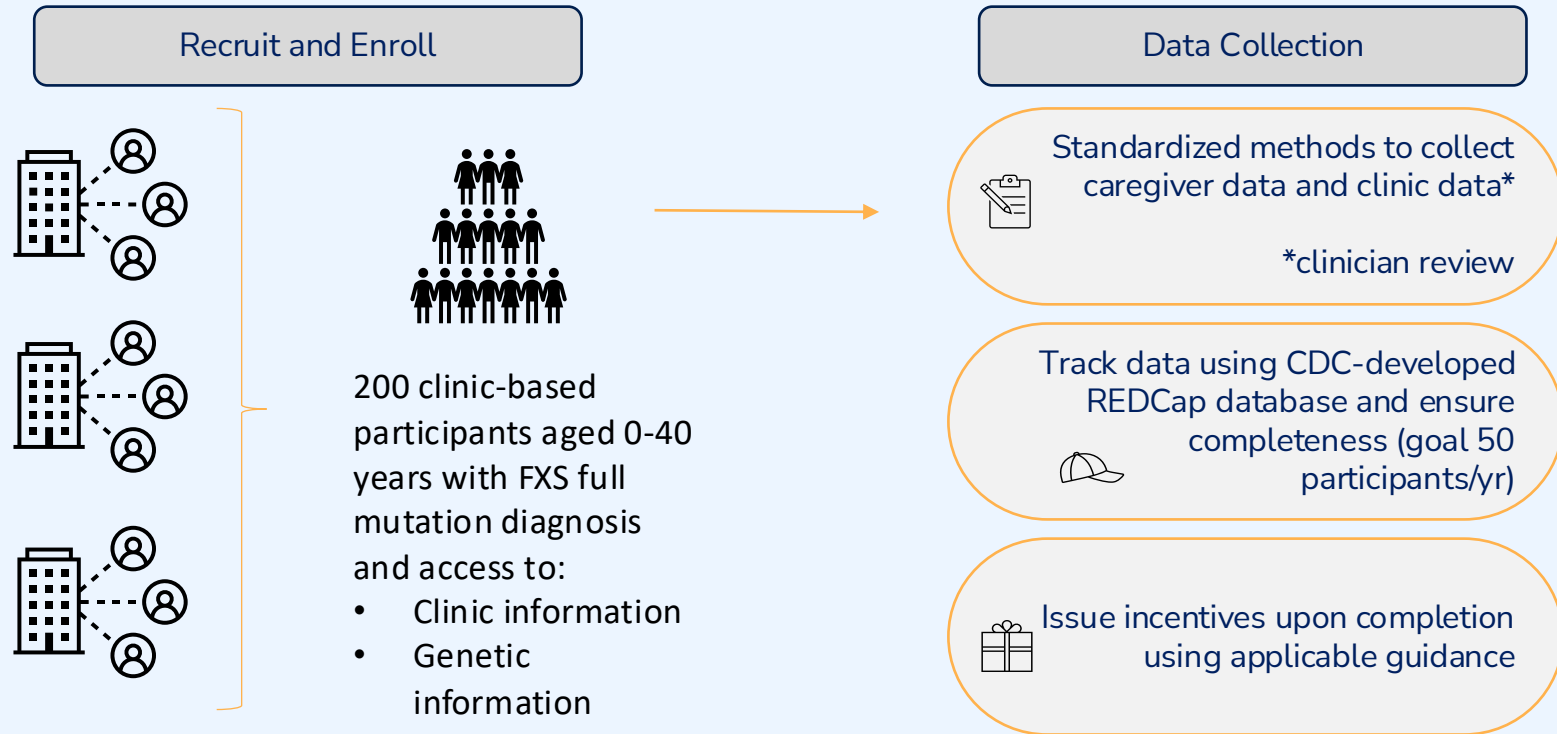 Recruit and Enroll
200 clinic-based
participants aged 0-40
years with FXS full
mutation diagnosis
and access to:
• Clinic information
• Genetic
information
Data Collection
Standardized methods to collect
caregiver data and clinic data*
*clinician review
Track data using CDC-developed
REDCap database and ensure
completeness (goal 50
participants/yr)
Issue incentives upon completion
using applicable guidance